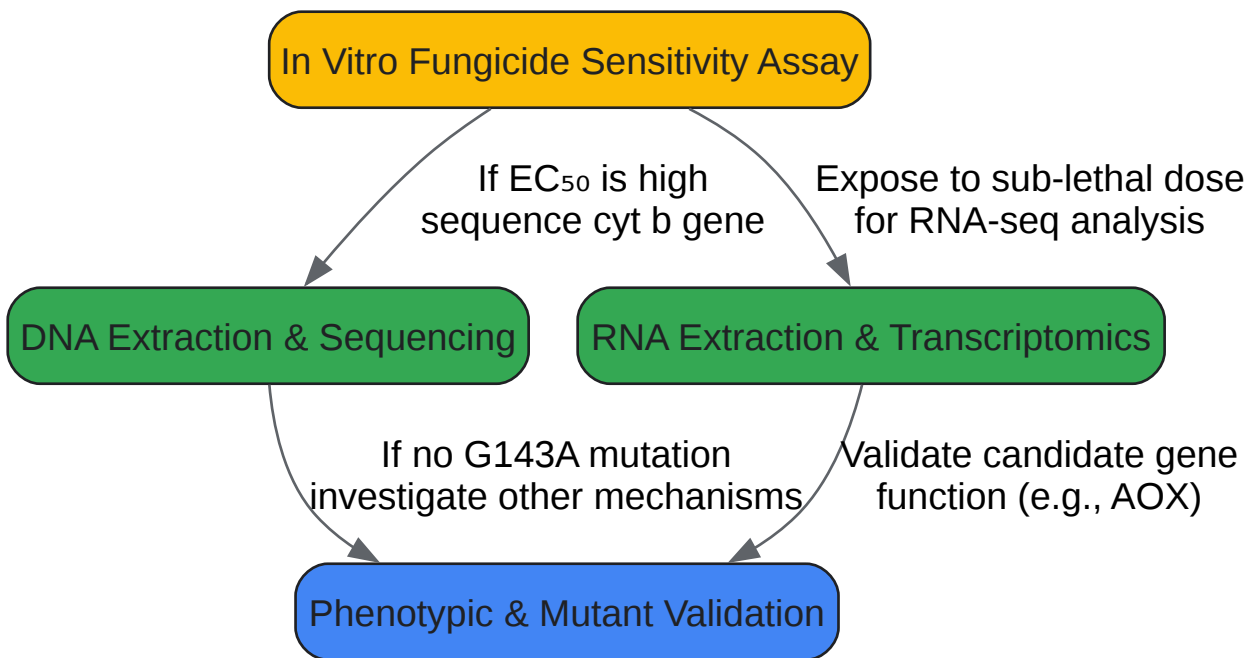 In Vitro Fungicide Sensitivity Assay
If EC₅₀ is high
sequence cyt b gene
Expose to sub-lethal dose
for RNA-seq analysis
DNA Extraction & Sequencing
RNA Extraction & Transcriptomics
If no G143A mutation
investigate other mechanisms
Validate candidate gene
function (e.g., AOX)
Phenotypic & Mutant Validation